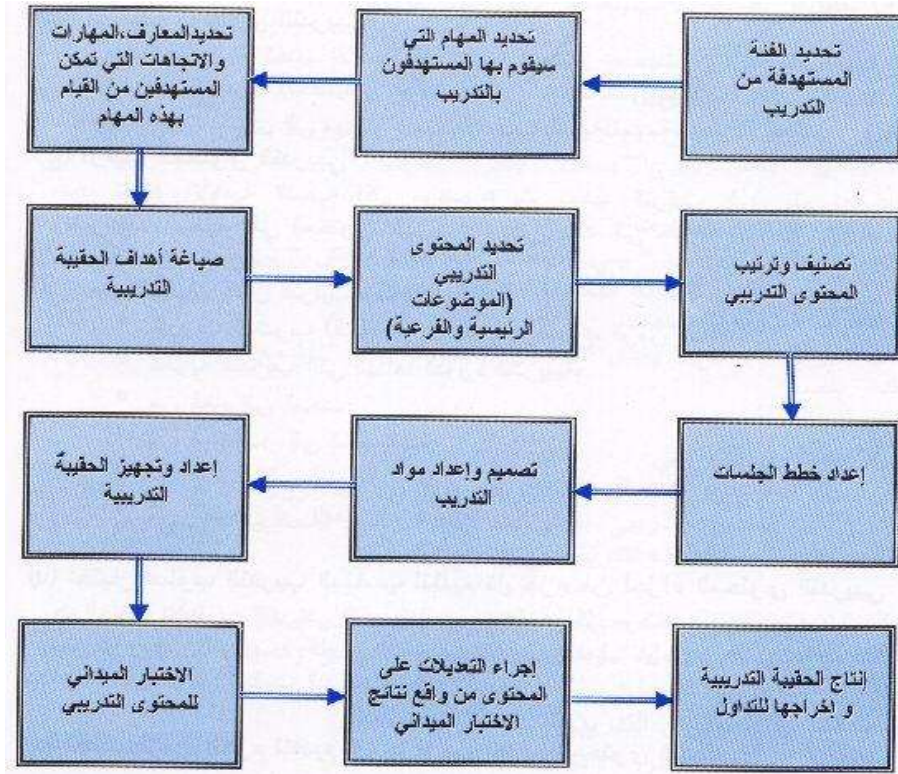 تحديد الفئة
المستهدفة من
التدريب
تحديد المهام التي
سيقوم بها المستهدفون
بالتدريب
تحديد المعارف،المهارات
والاتجاهات التي تمكن
المستهدفين من القيام
بهذه المهام
صياغة أهداف الحقيبة
التدريبية
تحديد المحتوى
التدريبي
(الموضوعات
الرئيسية والفرعية)
تصنيف وترتيب
المحتوى التدريبي
إعداد خطط الجلسات
تصميم وإعداد مواد
التدريب
إعداد وتجهيز الحقيبة
التدريبية
الاختبار الميداني
للمحتوى التدريبي
إجراء التعديلات على
المحتوى من واقع نتائج
الاختبار الميداني
إنتاج الحقيبة التدريبية
و إخراجها للتداول